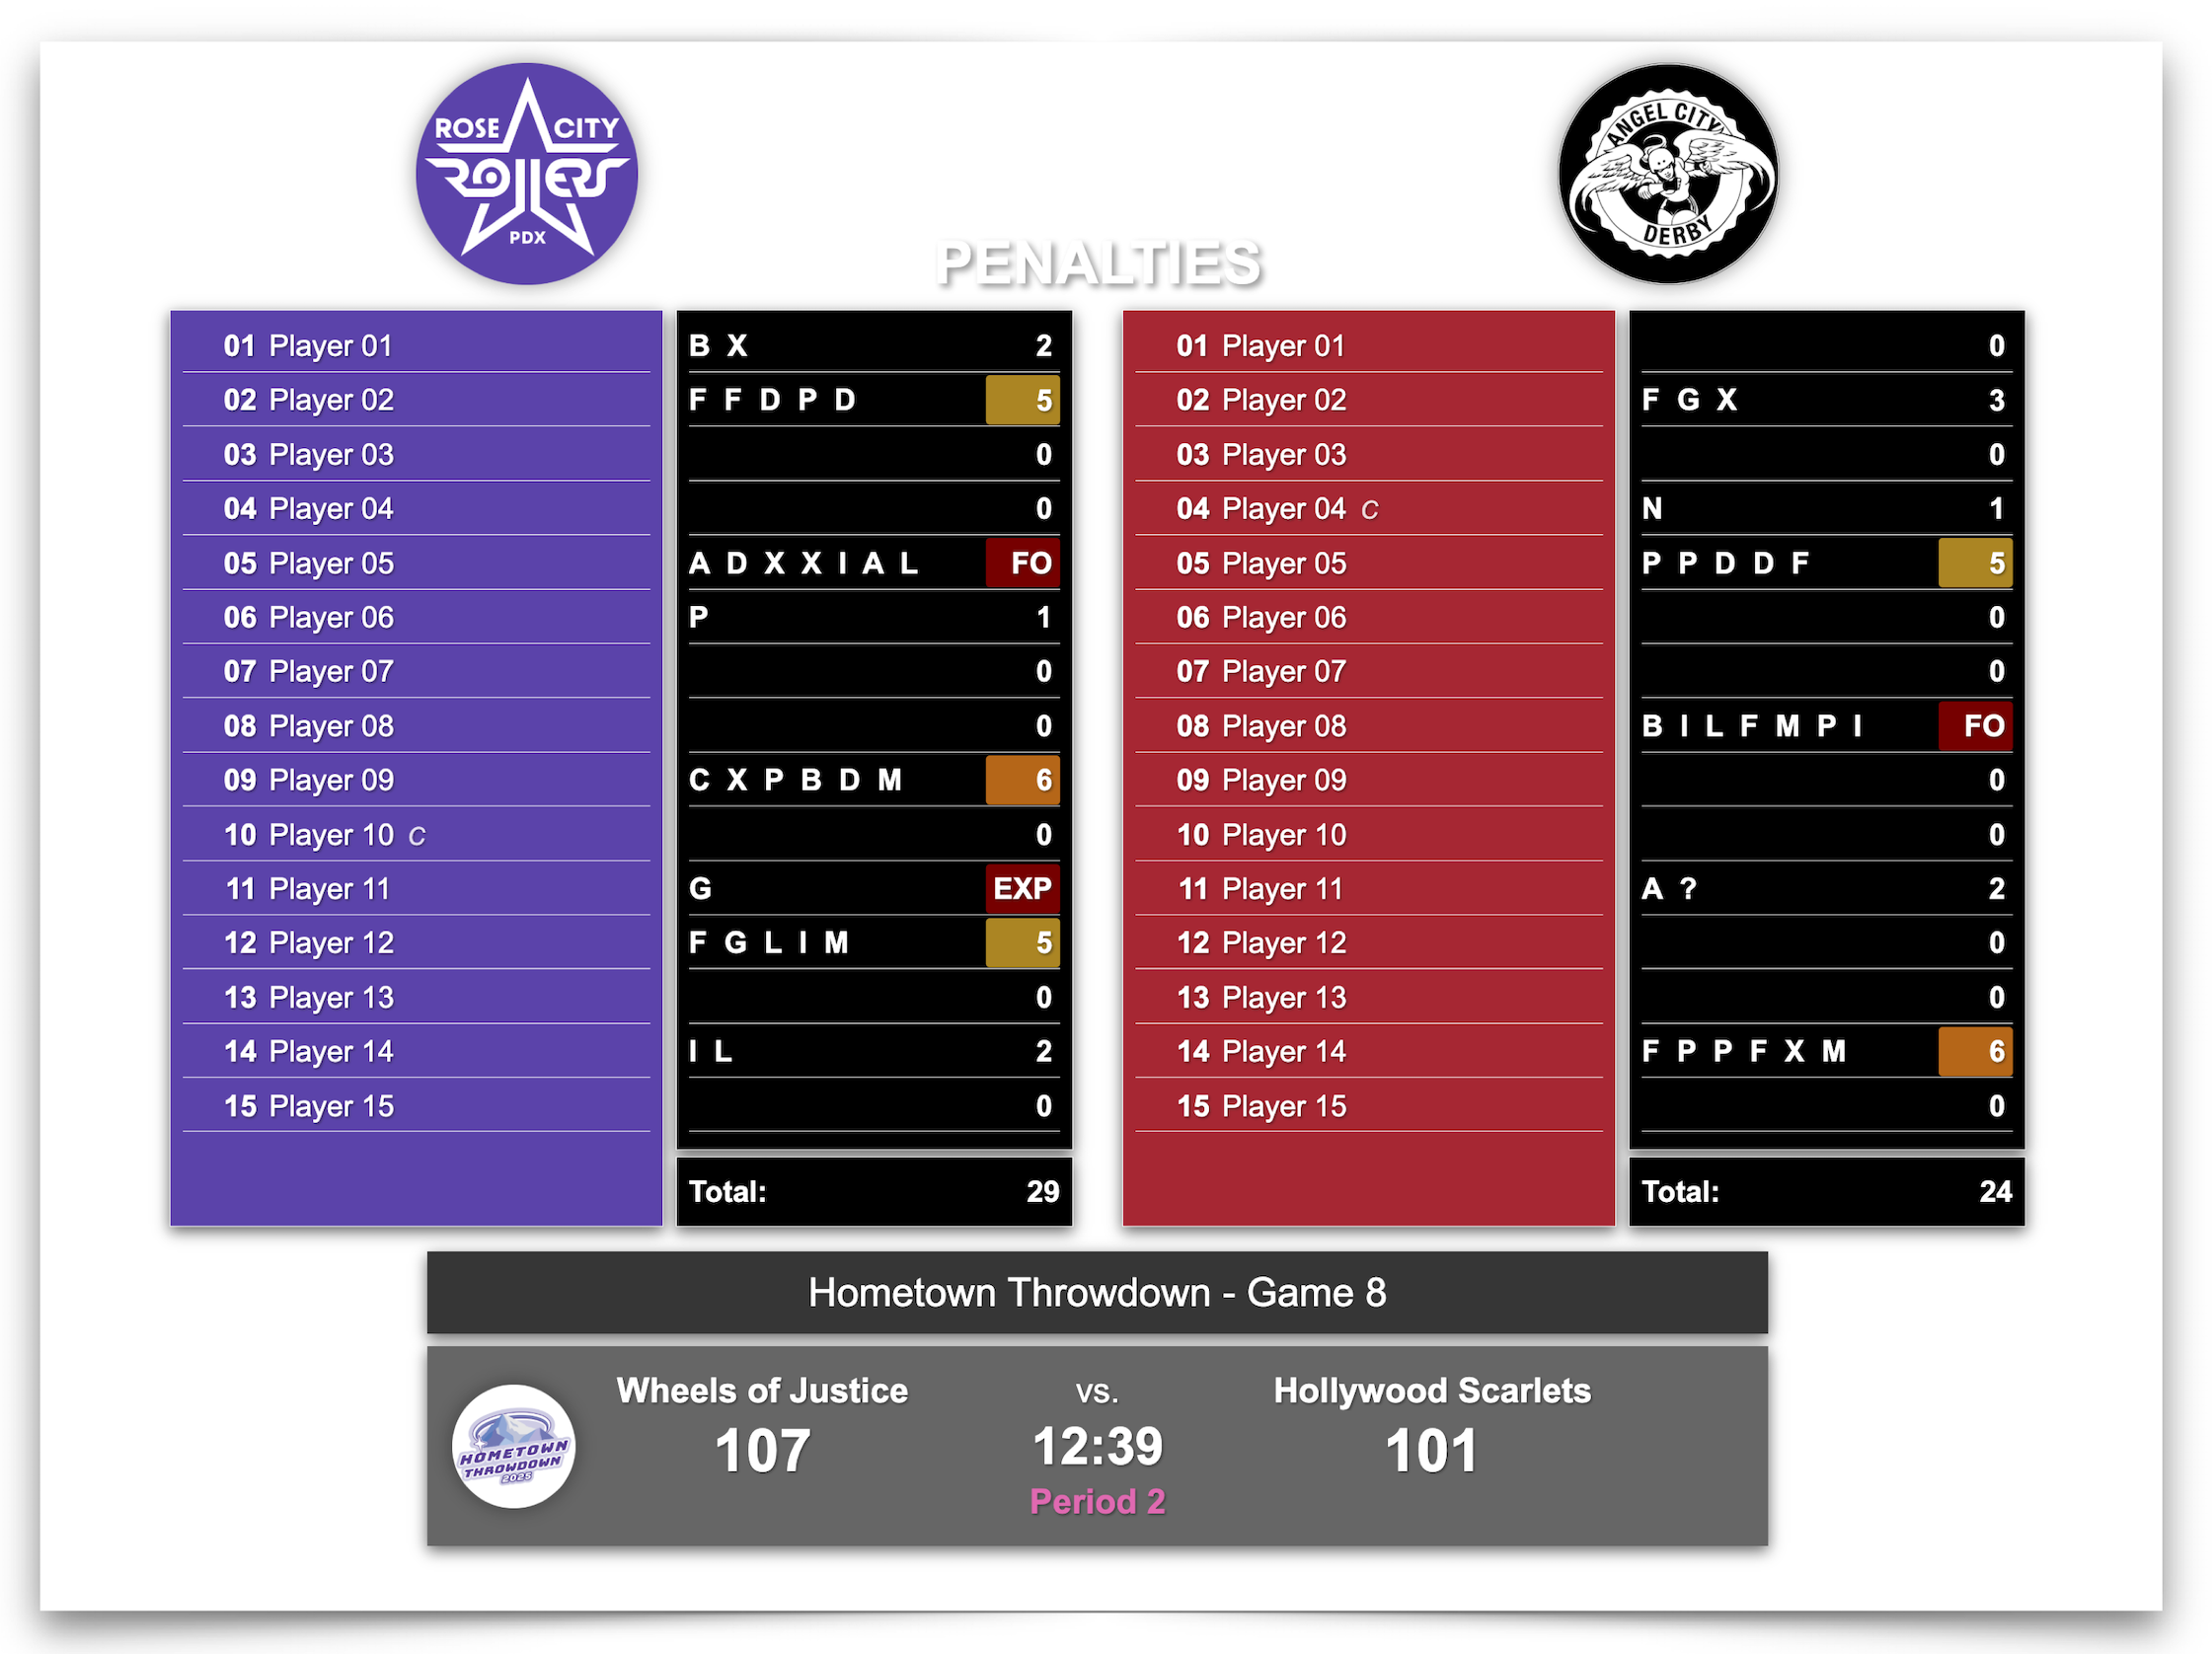 ROSE CITY
ROLLERS
PDX
ANGEL CITY
DERBY
PENALTIES
01 Player 01 B X 2
02 Player 02 F F D P D 5
03 Player 03 0
04 Player 04 0
05 Player 05 A D X X I A L FO
06 Player 06 P 1
07 Player 07 0
08 Player 08 0
09 Player 09 C X P B D M 6
10 Player 10 C 0
11 Player 11 G EXP
12 Player 12 F G L I M 5
13 Player 13 0
14 Player 14 I L 2
15 Player 15 0
Total: 29
01 Player 01 0
02 Player 02 F G X 3
03 Player 03 0
04 Player 04 C N 1
05 Player 05 P P D D F 5
06 Player 06 0
07 Player 07 0
08 Player 08 B I L F M P I FO
09 Player 09 0
10 Player 10 0
11 Player 11 A ? 2
12 Player 12 0
13 Player 13 0
14 Player 14 F P P F X M 6
15 Player 15 0
Total: 24
Hometown Throwdown - Game 8
HOMETOWN
THROWDOWN
2025
Wheels of Justice vs. Hollywood Scarlets
107 12:39 101
Period 2